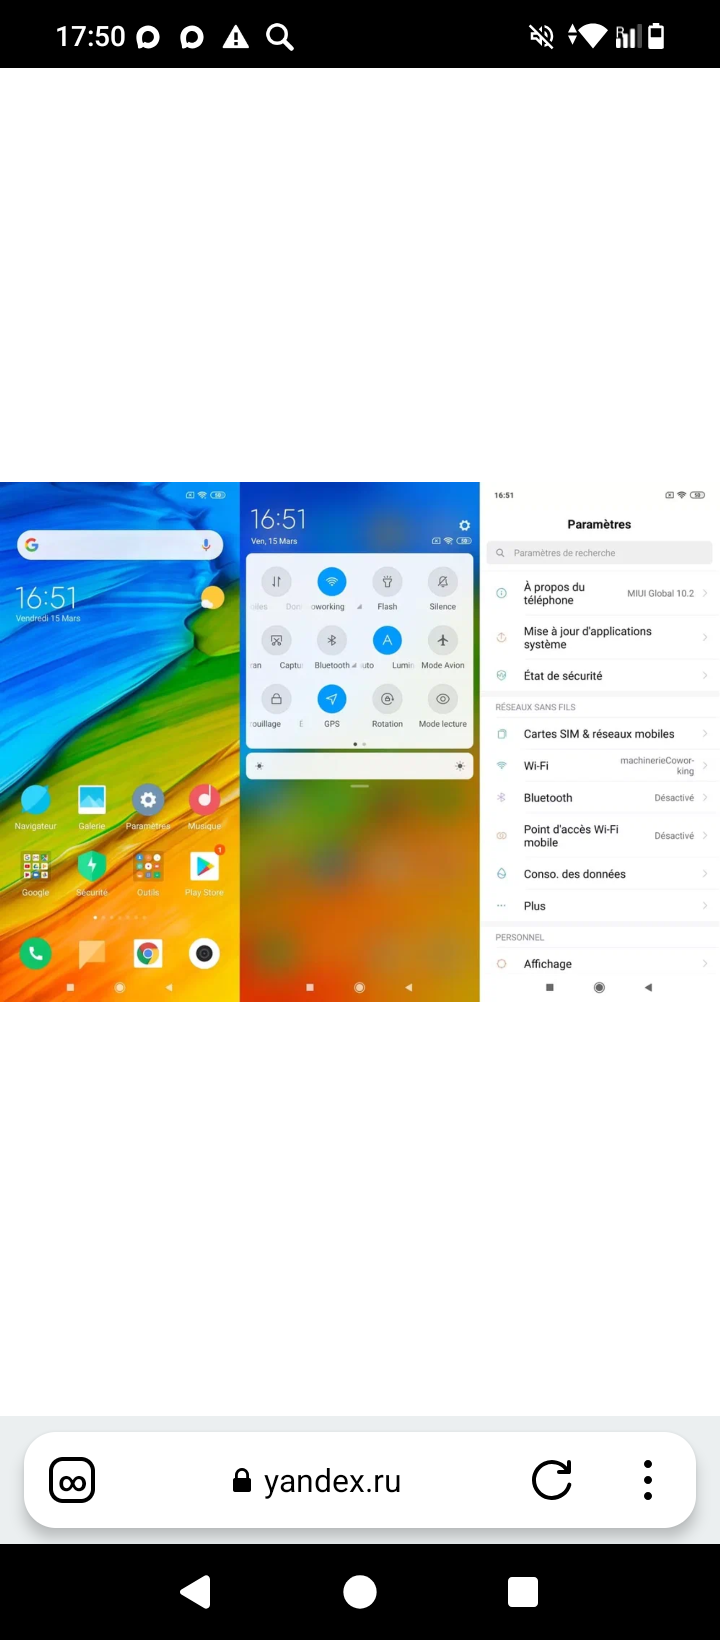 17:50
16:51
Vendredi 15 Mars
Navigateur Galerie Paramètres Musique
1
Google Sécurité Outils Play Store
16:51
Ven, 15 Mars
oworking Flash Silence
Captu Bluetooth uto Lumi Mode Avion
rouillage E GPS Rotation Mode lecture
16:51
Paramètres
Paramètres de recherche
À propos du
téléphone
MIUI Global 10.2
Mise à jour d'applications
système
État de sécurité
RÉSEAUX SANS FILS
Cartes SIM & réseaux mobiles
Wi-Fi
machinerieCowor-
king
Bluetooth Désactivé
Point d'accès Wi-Fi
mobile
Désactivé
Conso. des données
Plus
PERSONNEL
Affichage
yandex.ru